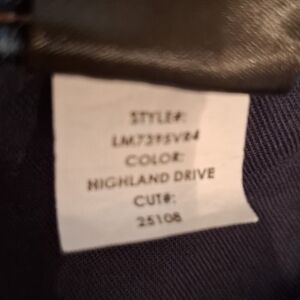 STYLE#:
LM7395VR4
COLOR:
HIGHLAND DRIVE
CUT#:
25108